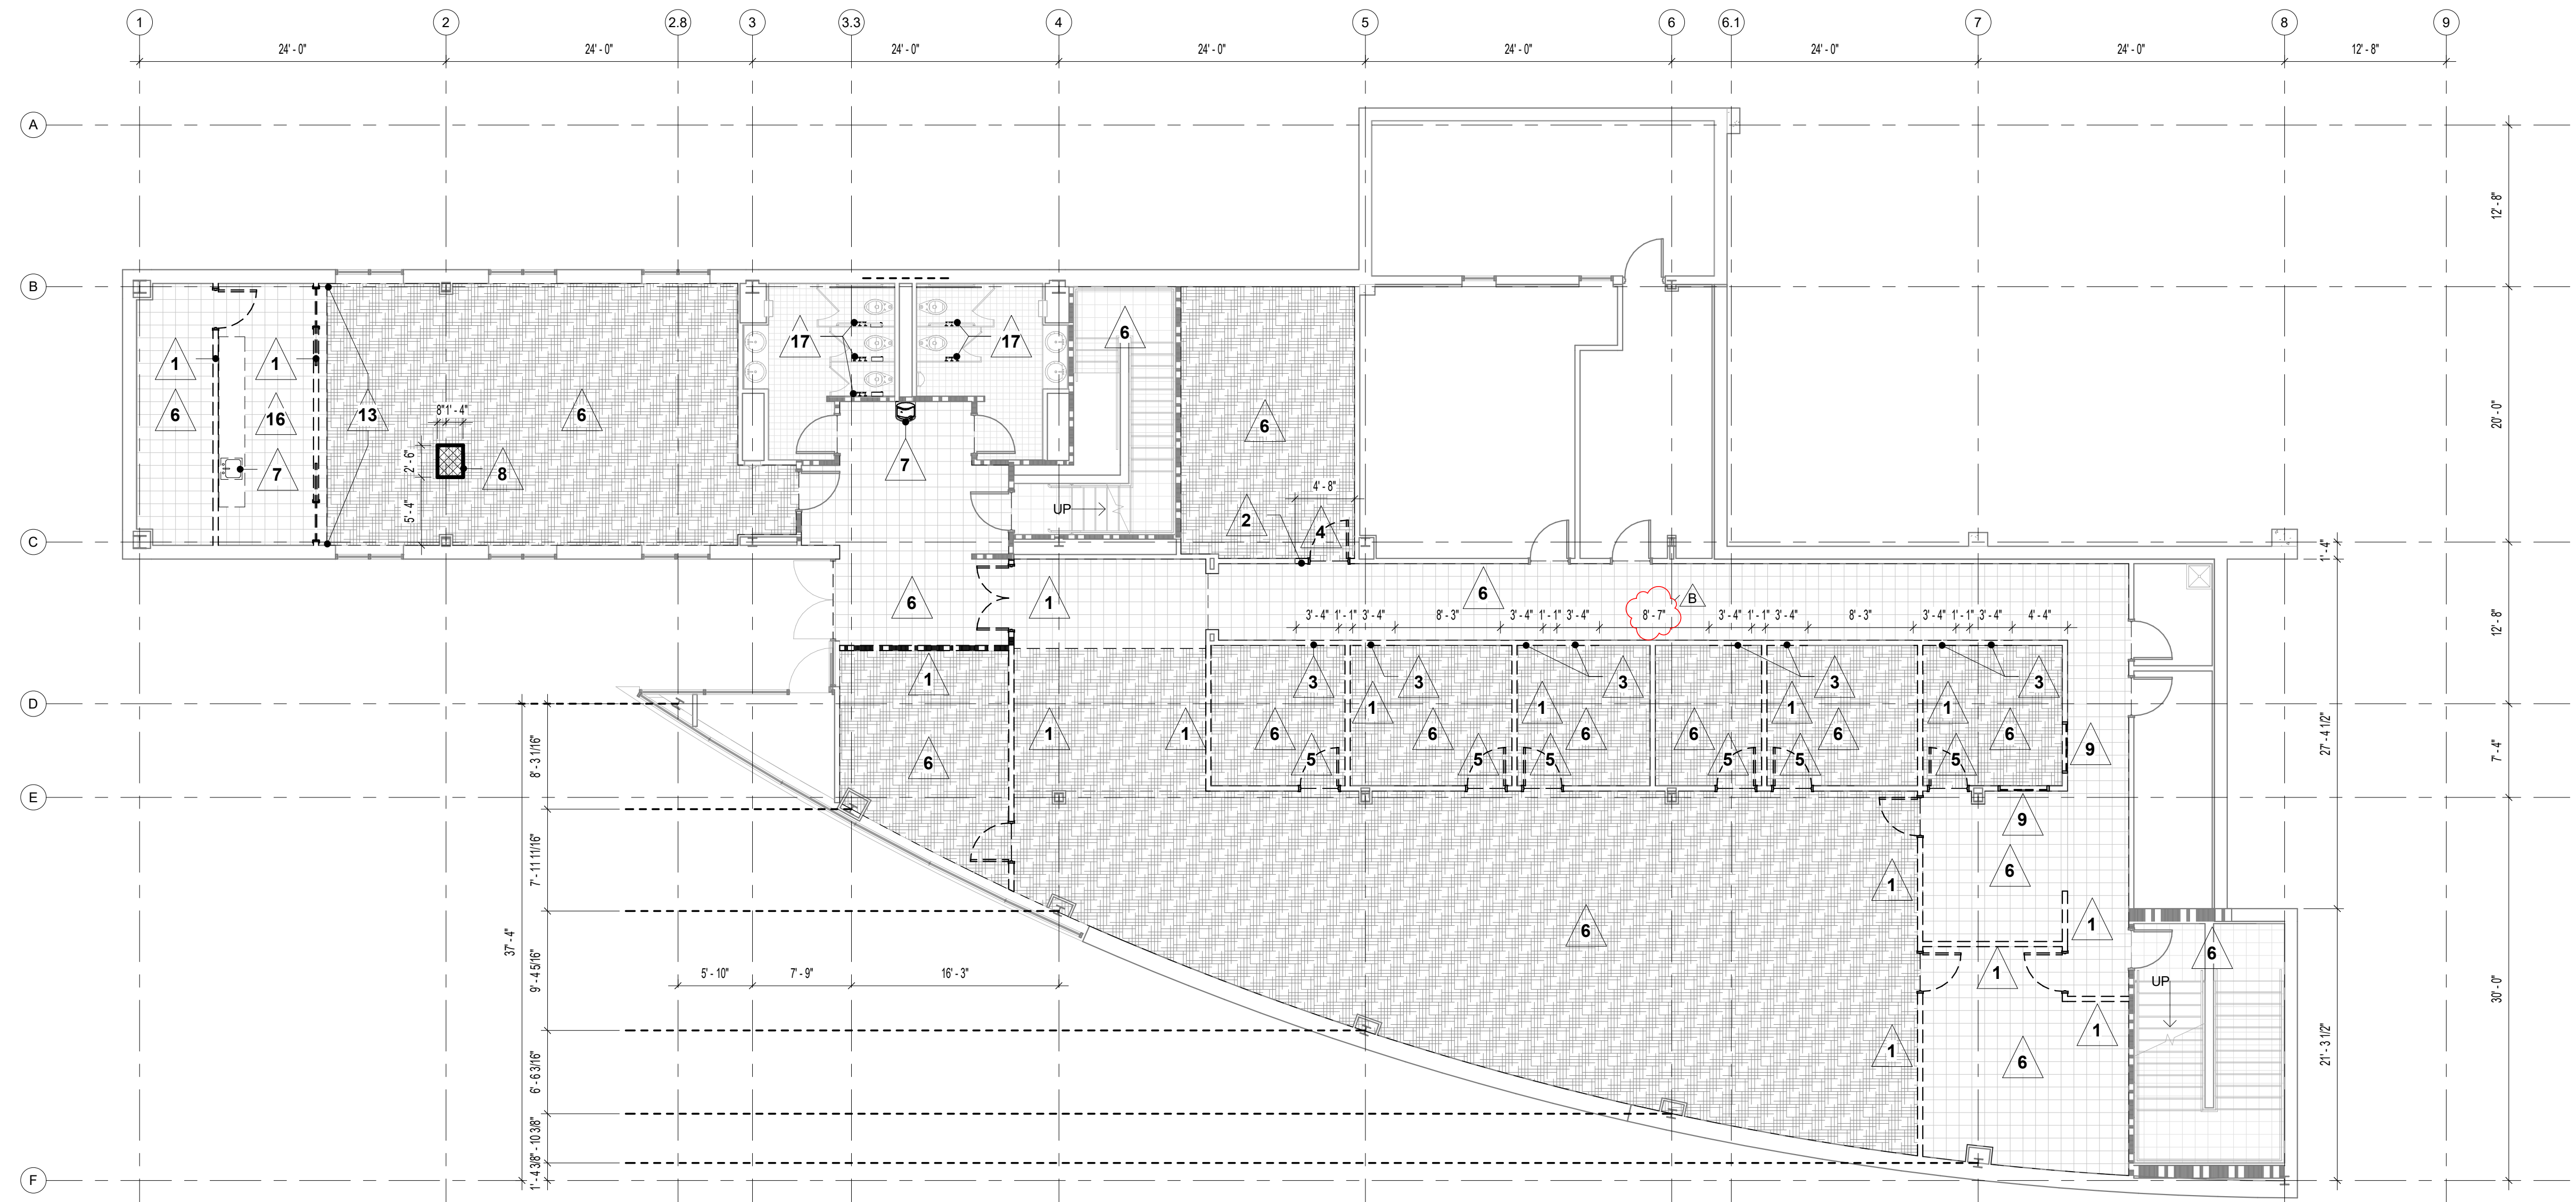 1 2 2.8 3 3.3 4 5 6 6.1 7 8 9
24' - 0" 24' - 0" 24' - 0" 24' - 0" 24' - 0" 24' - 0" 24' - 0" 12' - 8"
A
12' - 8"
B
6
17 17
1 1
20' - 0"
6 16 13 8" 1' - 4" 6 6
2' - 6" 7 8 7
4' - 8"
5' - 4" UP 2 4
C
1' - 4"
6 1 6 B
3' - 4" 1' - 1" 3' - 4" 8' - 3" 3' - 4" 1' - 1" 3' - 4" 8' - 7" 3' - 4" 1' - 1" 3' - 4" 8' - 3" 3' - 4" 1' - 1" 3' - 4" 4' - 4"
12' - 8"
1 3 3 3 3 3
D
1 1 1 1
1 1 6 6 6 6 6 6
27' - 4 1/2"
9
7' - 4"
8' - 3 1/16" 6 5 5 5 5 5 5
E
9
7' - 11 11/16" 6
1
6 1
37' - 4" 6
1 UP
5' - 10" 7' - 9" 16' - 3"
9' - 4 5/16"
30' - 0"
1 1
21' - 3 1/2"
6
6' - 6 3/16"
3' - 10 3/8"
1' - 4 3/8"
F